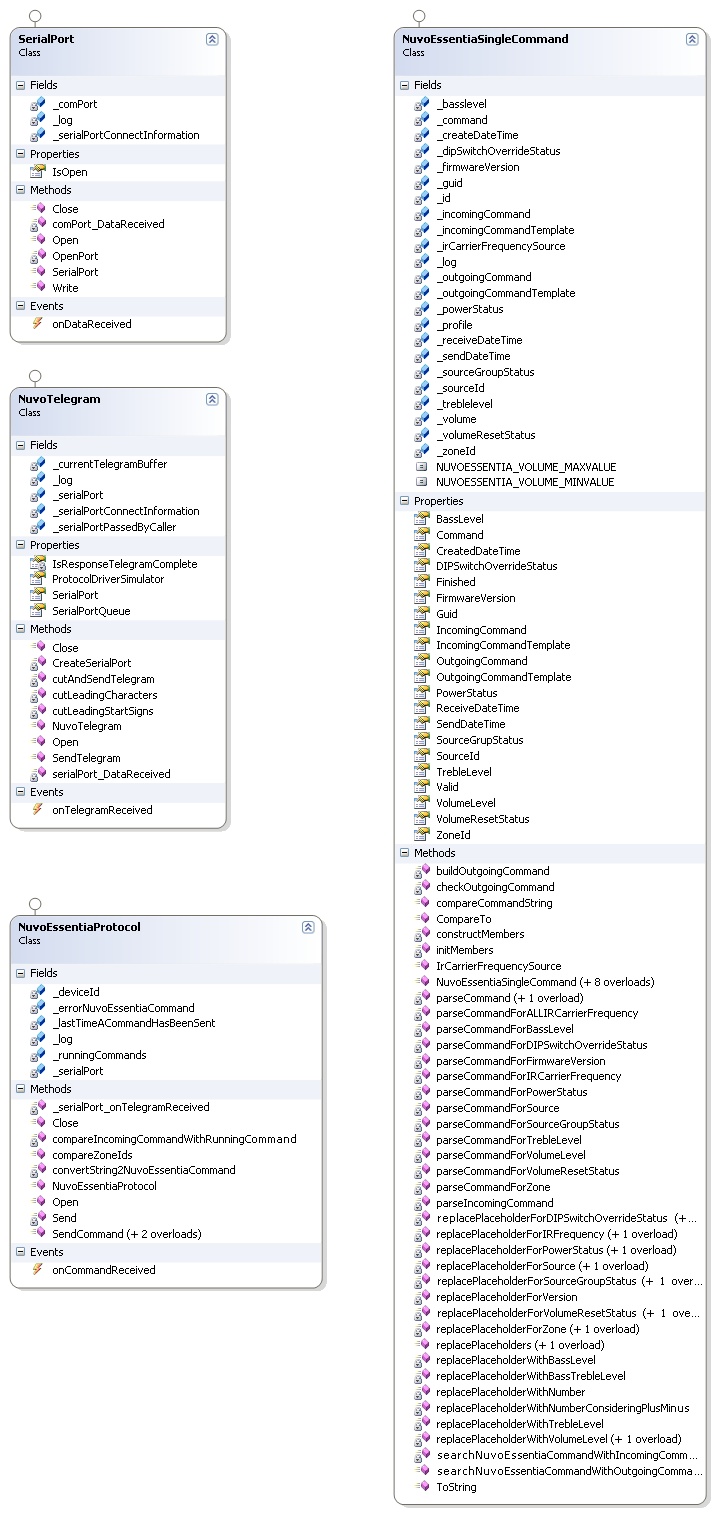 SerialPort
Class
Fields
_comPort
_log
_serialPortConnectInformation
Properties
IsOpen
Methods
Close
comPort_DataReceived
Open
OpenPort
SerialPort
Write
Events
onDataReceived
NuvoTelegram
Class
Fields
_currentTelegramBuffer
_log
_serialPort
_serialPortConnectInformation
_serialPortPassedByCaller
Properties
IsResponseTelegramComplete
ProtocolDriverSimulator
SerialPort
SerialPortQueue
Methods
Close
CreateSerialPort
cutAndSendTelegram
cutLeadingCharacters
cutLeadingStartSigns
NuvoTelegram
Open
SendTelegram
serialPort_DataReceived
Events
onTelegramReceived
NuvoEssentiaProtocol
Class
Fields
_deviceId
_errorNuvoEssentiaCommand
_lastTimeACommandHasBeenSent
_log
_runningCommands
_serialPort
Methods
_serialPort_onTelegramReceived
Close
compareIncomingCommandWithRunningCommand
compareZoneIds
convertString2NuvoEssentiaCommand
NuvoEssentiaProtocol
Open
Send
SendCommand (+ 2 overloads)
Events
onCommandReceived
NuvoEssentiaSingleCommand
Class
Fields
_basslevel
_command
_createDateTime
_dipSwitchOverrideStatus
_firmwareVersion
_guid
_id
_incomingCommand
_incomingCommandTemplate
_irCarrierFrequencySource
_log
_outgoingCommand
_outgoingCommandTemplate
_powerStatus
_profile
_receiveDateTime
_sendDateTime
_sourceGroupStatus
_sourceId
_treblelevel
_volume
_volumeResetStatus
_zoneId
NUVOESSENTIA_VOLUME_MAXVALUE
NUVOESSENTIA_VOLUME_MINVALUE
Properties
BassLevel
Command
CreatedDateTime
DIPSwitchOverrideStatus
Finished
FirmwareVersion
Guid
IncomingCommand
IncomingCommandTemplate
OutgoingCommand
OutgoingCommandTemplate
PowerStatus
ReceiveDateTime
SendDateTime
SourceGrupStatus
SourceId
TrebleLevel
Valid
VolumeLevel
VolumeResetStatus
ZoneId
Methods
buildOutgoingCommand
checkOutgoingCommand
compareCommandString
CompareTo
constructMembers
initMembers
IrCarrierFrequencySource
NuvoEssentiaSingleCommand (+ 8 overloads)
parseCommand (+ 1 overload)
parseCommandForALLIRCarrierFrequency
parseCommandForBassLevel
parseCommandForDIPSwitchOverrideStatus
parseCommandForFirmwareVersion
parseCommandForIRCarrierFrequency
parseCommandForPowerStatus
parseCommandForSource
parseCommandForSourceGroupStatus
parseCommandForTrebleLevel
parseCommandForVolumeLevel
parseCommandForVolumeResetStatus
parseCommandForZone
parseIncomingCommand
replacePlaceholderForDIPSwitchOverrideStatus (+...
replacePlaceholderForIRFrequency (+ 1 overload)
replacePlaceholderForPowerStatus (+ 1 overload)
replacePlaceholderForSource (+ 1 overload)
replacePlaceholderForSourceGroupStatus (+ 1 over...
replacePlaceholderForVersion
replacePlaceholderForVolumeResetStatus (+ 1 ove...
replacePlaceholderForZone (+ 1 overload)
replacePlaceholders (+ 1 overload)
replacePlaceholderWithBassLevel
replacePlaceholderWithBassTrebleLevel
replacePlaceholderWithNumber
replacePlaceholderWithNumberConsideringPlusMinus
replacePlaceholderWithTrebleLevel
replacePlaceholderWithVolumeLevel (+ 1 overload)
searchNuvoEssentiaCommandWithIncomingComm...
searchNuvoEssentiaCommandWithOutgoingComma...
ToString